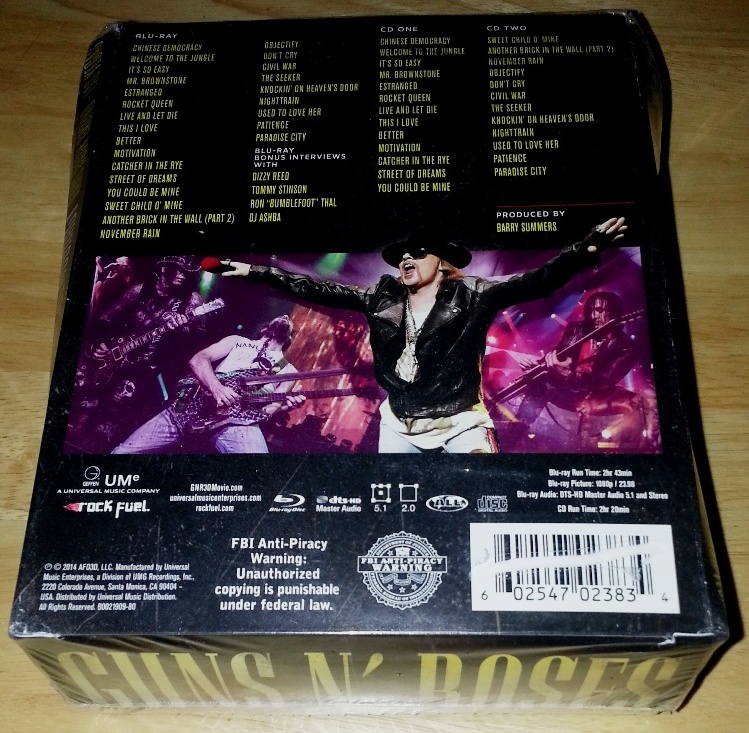 BLU-RAY
CHINESE DEMOCRACY
WELCOME TO THE JUNGLE
IT'S SO EASY
MR. BROWNSTONE
ESTRANGED
ROCKET QUEEN
LIVE AND LET DIE
THIS I LOVE
BETTER
MOTIVATION
CATCHER IN THE RYE
STREET OF DREAMS
YOU COULD BE MINE
SWEET CHILD O' MINE
ANOTHER BRICK IN THE WALL (PART 2)
NOVEMBER RAIN
OBJECTIFY
DON'T CRY
CIVIL WAR
THE SEEKER
KNOCKIN' ON HEAVEN'S DOOR
NIGHTTRAIN
USED TO LOVE HER
PATIENCE
PARADISE CITY
BLU-RAY
BONUS INTERVIEWS
WITH
DIZZY REED
TOMMY STINSON
RON "BUMBLEFOOT" THAL
DJ ASHBA
CD ONE
CHINESE DEMOCRACY
WELCOME TO THE JUNGLE
IT'S SO EASY
MR. BROWNSTONE
ESTRANGED
ROCKET QUEEN
LIVE AND LET DIE
THIS I LOVE
BETTER
MOTIVATION
CATCHER IN THE RYE
STREET OF DREAMS
YOU COULD BE MINE
CD TWO
SWEET CHILD O' MINE
ANOTHER BRICK IN THE WALL (PART 2)
NOVEMBER RAIN
OBJECTIFY
DON'T CRY
CIVIL WAR
THE SEEKER
KNOCKIN' ON HEAVEN'S DOOR
NIGHTTRAIN
USED TO LOVE HER
PATIENCE
PARADISE CITY
PRODUCED BY
BARRY SUMMERS
GEFFEN
UMe
A UNIVERSAL MUSIC COMPANY
rock fuel
GNR3DMovie.com
universalmusicenterprises.com
rockfuel.com
Blu-ray Disc
dts-HD
Master Audio
5.1
2.0
ALL
COMPACT
disc
DIGITAL AUDIO
Blu-ray Run Time: 2hr 43min
Blu-ray Picture: 1080p / 23.98
Blu-ray Audio: DTS-HD Master Audio 5.1 and Stereo
CD Run Time: 2hr 20min
℗ © 2014 AFD3D, LLC. Manufactured by Universal
Music Enterprises, a Division of UMG Recordings, Inc.,
2220 Colorado Avenue, Santa Monica, CA 90404 -
USA. Distributed by Universal Music Distribution.
All Rights Reserved. B0021909-80
FBI Anti-Piracy
Warning:
Unauthorized
copying is punishable
under federal law.
FBI ANTI-PIRACY
WARNING
6 02547 02383 4
GUNS N' ROSES